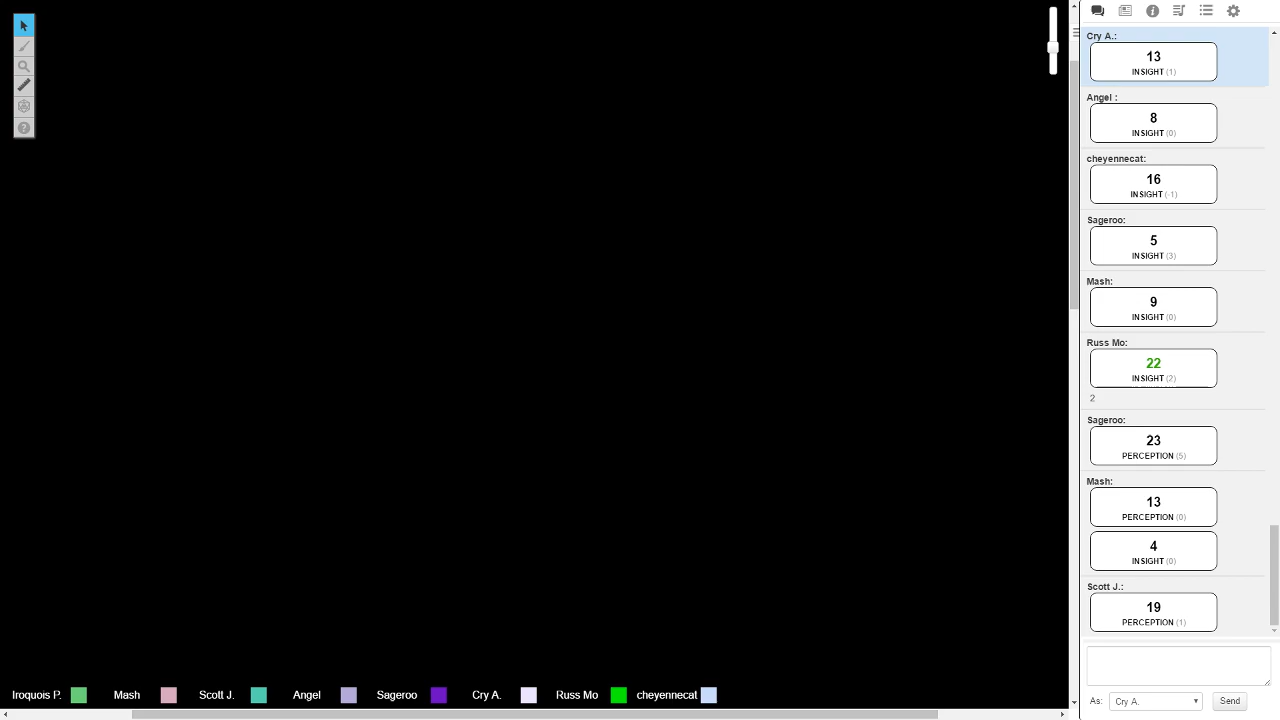 Cry A.:
13
INSIGHT (1)
Angel :
8
INSIGHT (0)
cheyennecat:
16
INSIGHT (-1)
Sageroo:
5
INSIGHT (3)
Mash:
9
INSIGHT (0)
Russ Mo:
22
INSIGHT (2)
2
Sageroo:
23
PERCEPTION (5)
Mash:
13
PERCEPTION (0)
4
INSIGHT (0)
Scott J.:
19
PERCEPTION (1)
As: Cry A. Send
Iroquois P. Mash Scott J. Angel Sageroo Cry A. Russ Mo cheyennecat